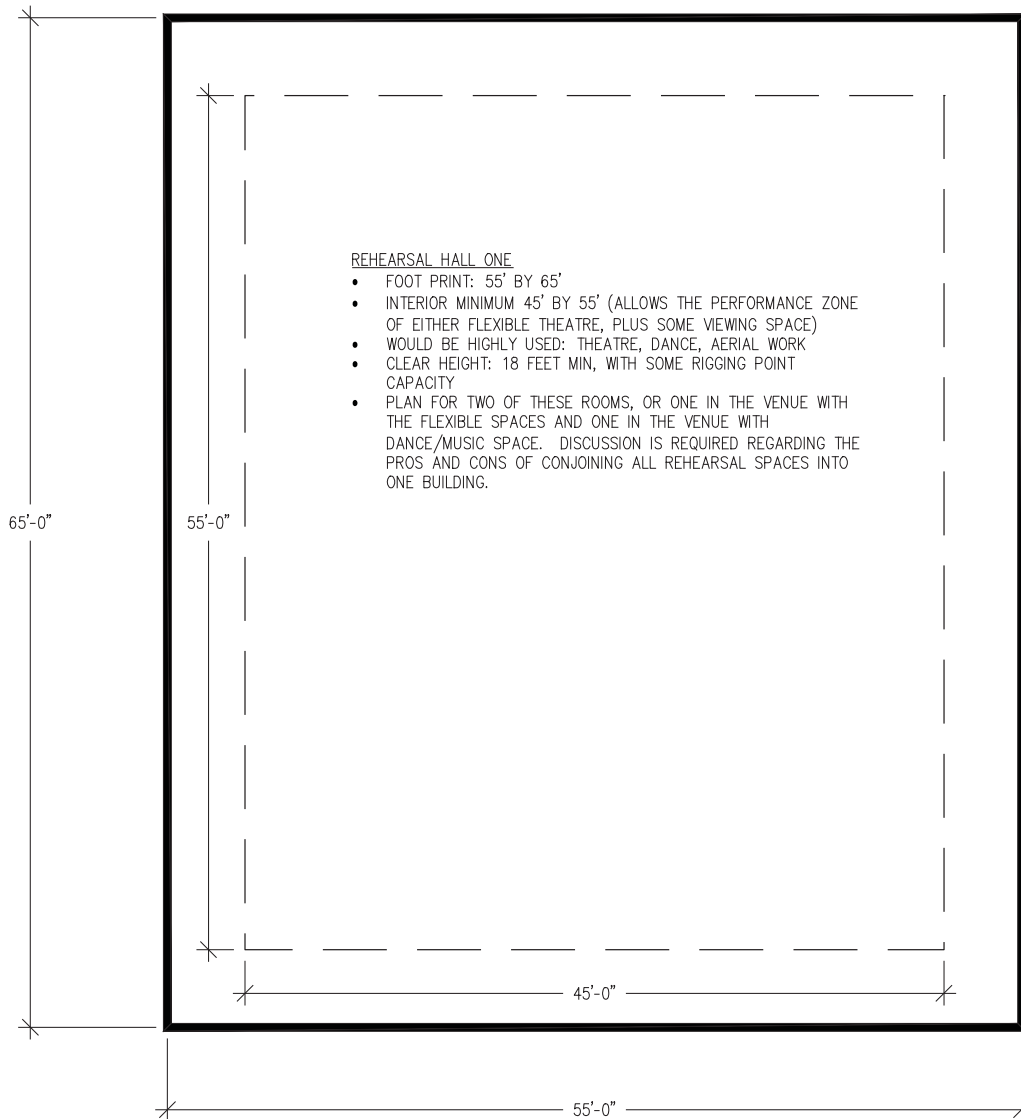 REHEARSAL HALL ONE
• FOOT PRINT: 55' BY 65'
• INTERIOR MINIMUM 45' BY 55' (ALLOWS THE PERFORMANCE ZONE
OF EITHER FLEXIBLE THEATRE, PLUS SOME VIEWING SPACE)
• WOULD BE HIGHLY USED: THEATRE, DANCE, AERIAL WORK
• CLEAR HEIGHT: 18 FEET MIN, WITH SOME RIGGING POINT
CAPACITY
• PLAN FOR TWO OF THESE ROOMS, OR ONE IN THE VENUE WITH
THE FLEXIBLE SPACES AND ONE IN THE VENUE WITH
DANCE/MUSIC SPACE. DISCUSSION IS REQUIRED REGARDING THE
PROS AND CONS OF CONJOINING ALL REHEARSAL SPACES INTO
ONE BUILDING.
65'-0"
55'-0"
45'-0"
55'-0"